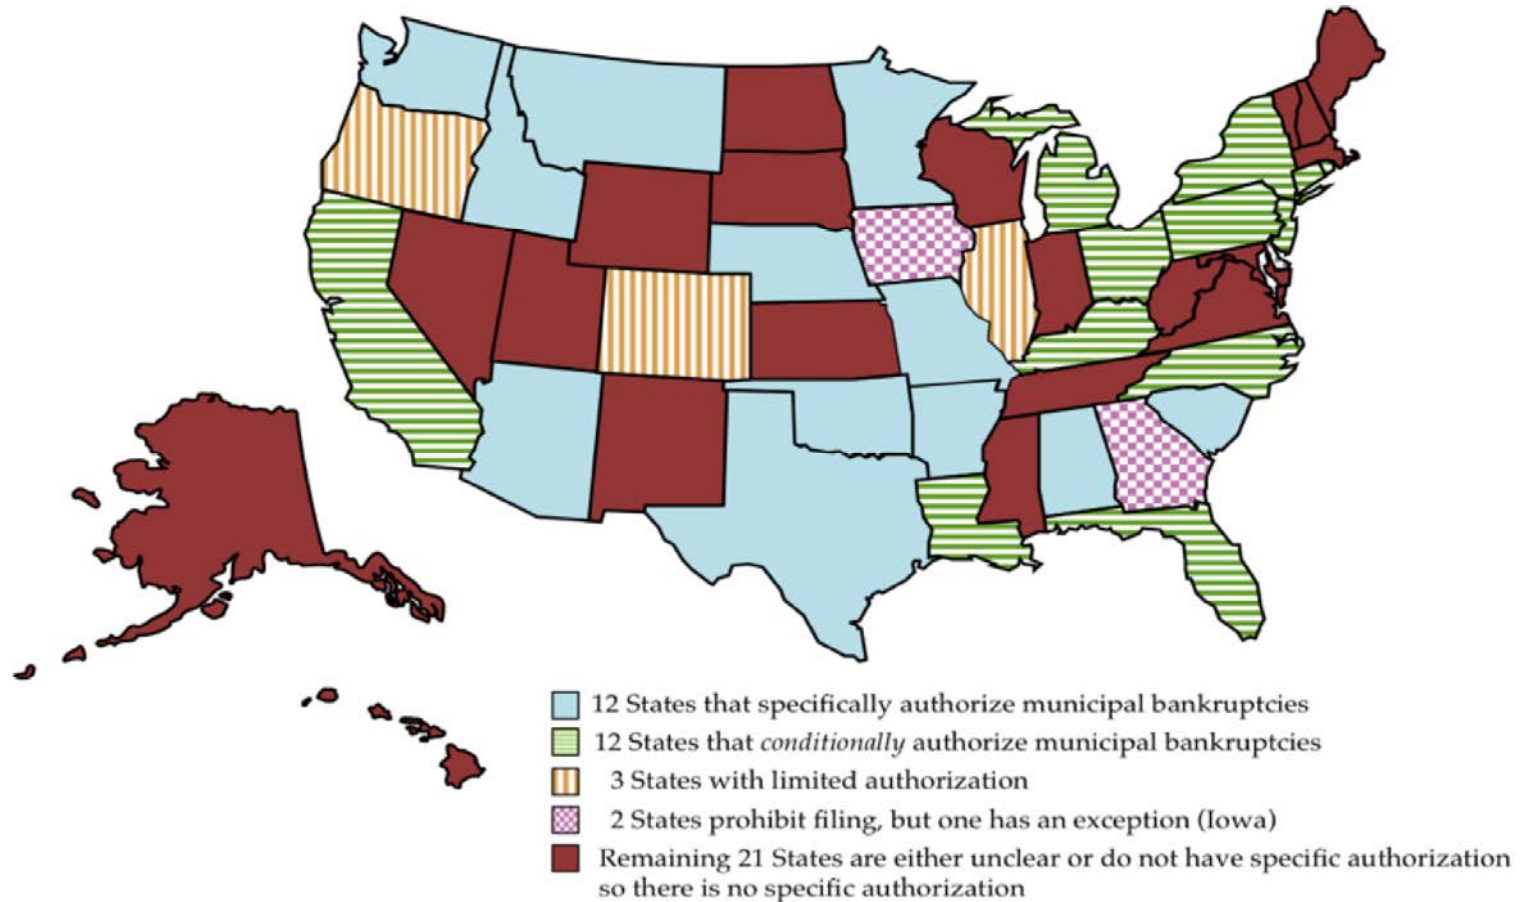 12 States that specifically authorize municipal bankruptcies
12 States that conditionally authorize municipal bankruptcies
3 States with limited authorization
2 States prohibit filing, but one has an exception (Iowa)
Remaining 21 States are either unclear or do not have specific authorization
so there is no specific authorization